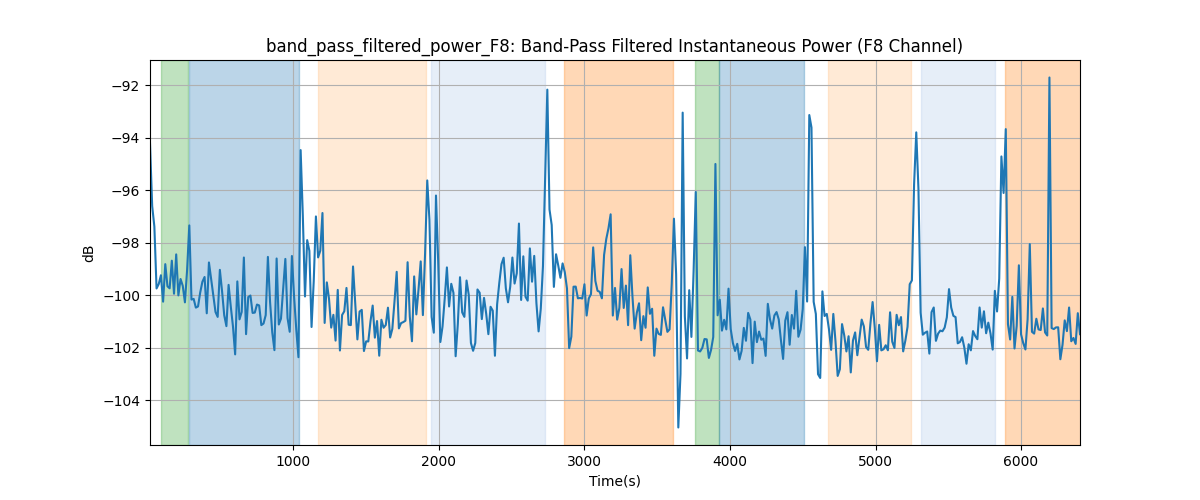 band_pass_filtered_power_F8: Band-Pass Filtered Instantaneous Power (F8 Channel)
−92
−94
−96
−98
−100
−102
−104
dB
1000 2000 3000 4000 5000 6000
Time(s)